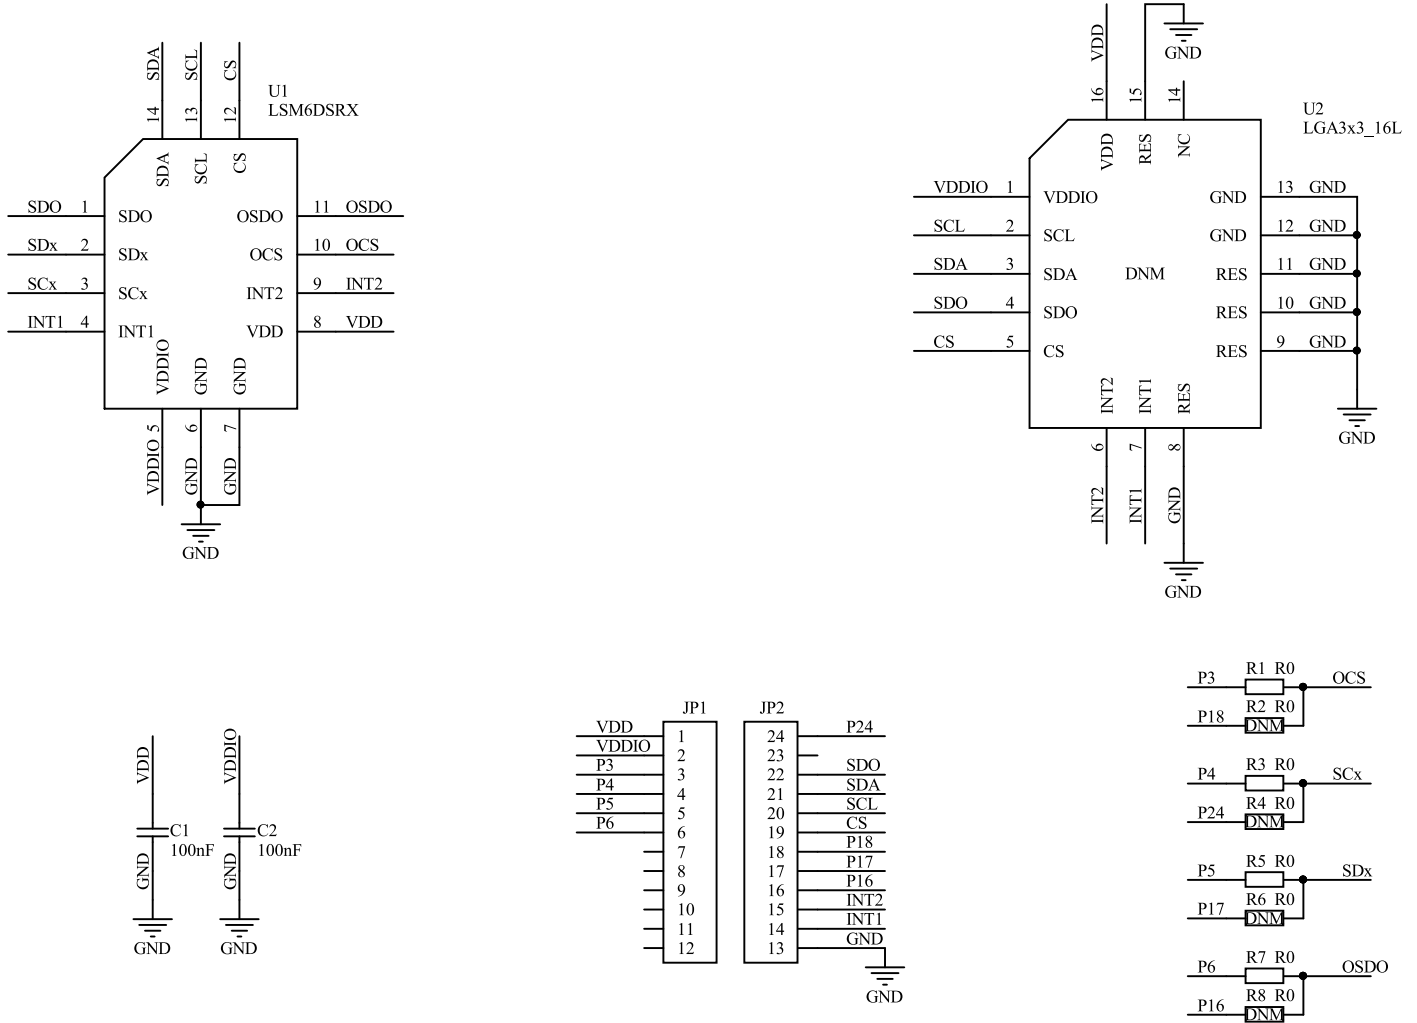 U1
LSM6DSRX
SDA
SCL
CS
14
13
12
SDA
SCL
CS
SDO 1 SDO
SDx 2 SDx
SCx 3 SCx
INT1 4 INT1
OSDO 11 OSDO
OCS 10 OCS
INT2 9 INT2
VDD 8 VDD
VDDIO
GND
GND
5
6
7
VDDIO
GND
GND
GND
U2
LGA3x3_16L
VDD
GND
16
15
14
VDD
RES
NC
VDDIO 1 VDDIO
SCL 2 SCL
SDA 3 SDA
SDO 4 SDO
CS 5 CS
DNM
GND 13 GND
GND 12 GND
RES 11 GND
RES 10 GND
RES 9 GND
GND
INT2
INT1
RES
6
7
8
INT2
INT1
GND
GND
VDD
C1
100nF
GND
GND
VDDIO
C2
100nF
GND
GND
JP1
VDD 1
VDDIO 2
P3 3
P4 4
P5 5
P6 6
7
8
9
10
11
12
JP2
24 P24
23
22 SDO
21 SDA
20 SCL
19 CS
18 P18
17 P17
16 P16
15 INT2
14 INT1
13 GND
GND
R1 R0
P3 OCS
R2 R0
P18 DNM
R3 R0
P4 SCx
R4 R0
P24 DNM
R5 R0
P5 SDx
R6 R0
P17 DNM
R7 R0
P6 OSDO
R8 R0
P16 DNM